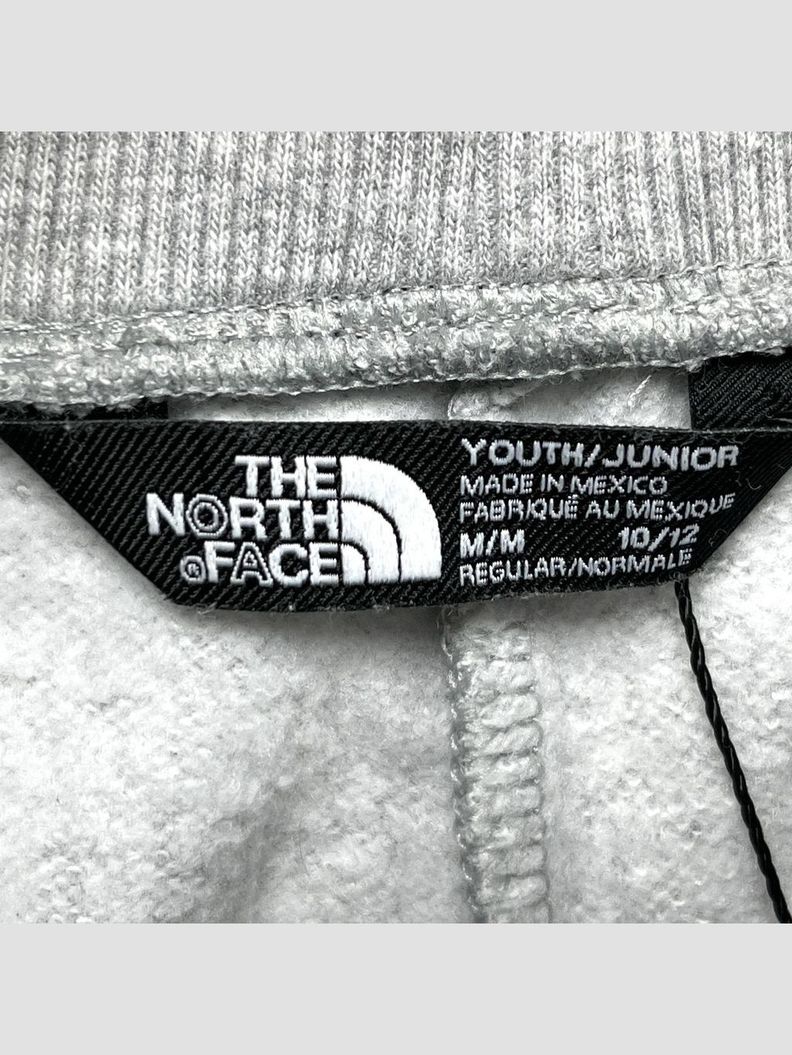 THE
NORTH
®FACE
YOUTH/JUNIOR
MADE IN MEXICO
FABRIQUÉ AU MEXIQUE
M/M 10/12
REGULAR/NORMALE